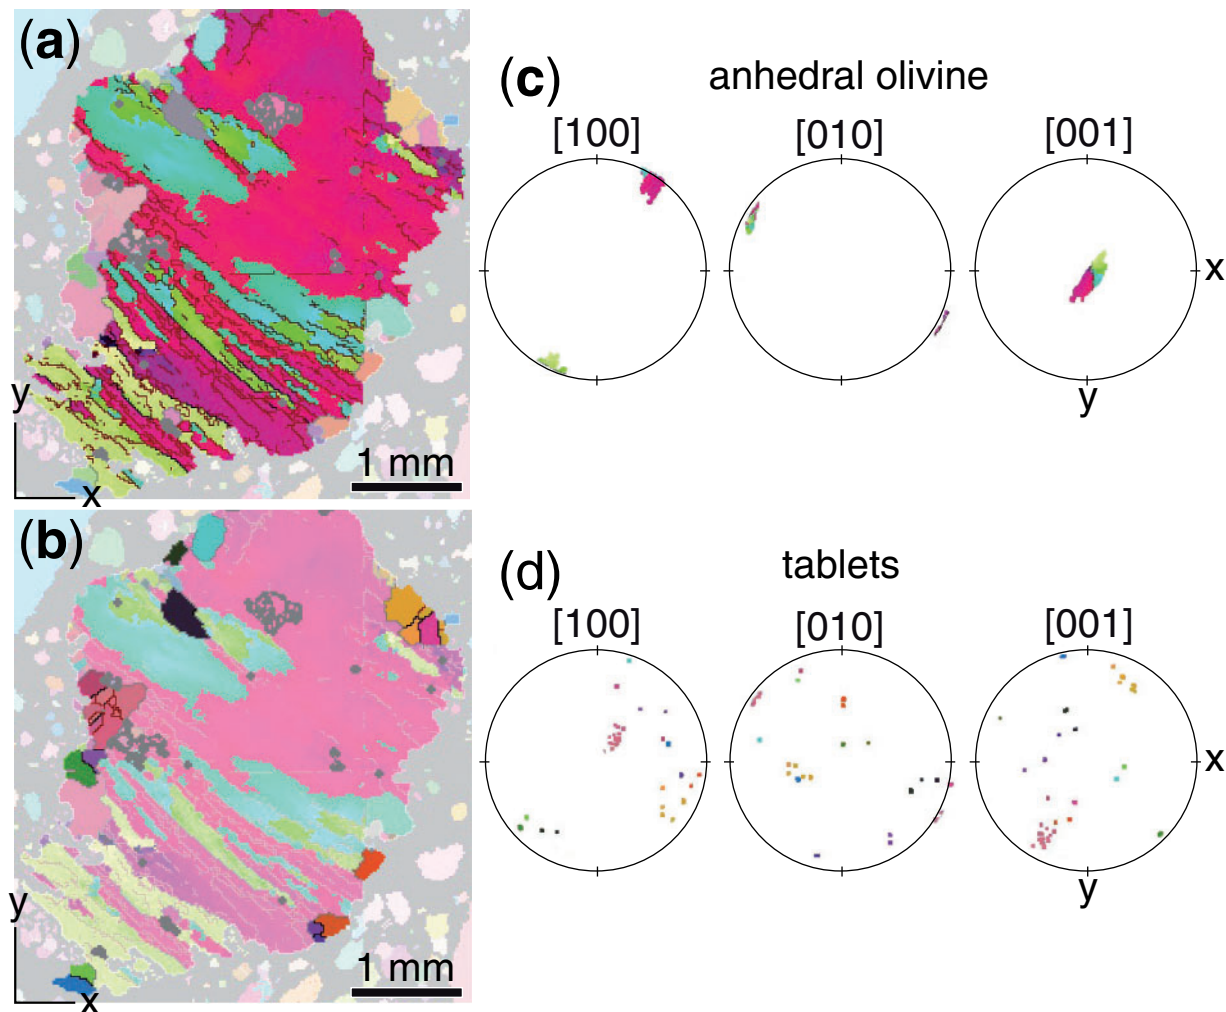 (a)
y
x
1 mm
(c)
anhedral olivine
[100]
[010]
[001]
x
y
(b)
y
x
1 mm
(d)
tablets
[100]
[010]
[001]
x
y